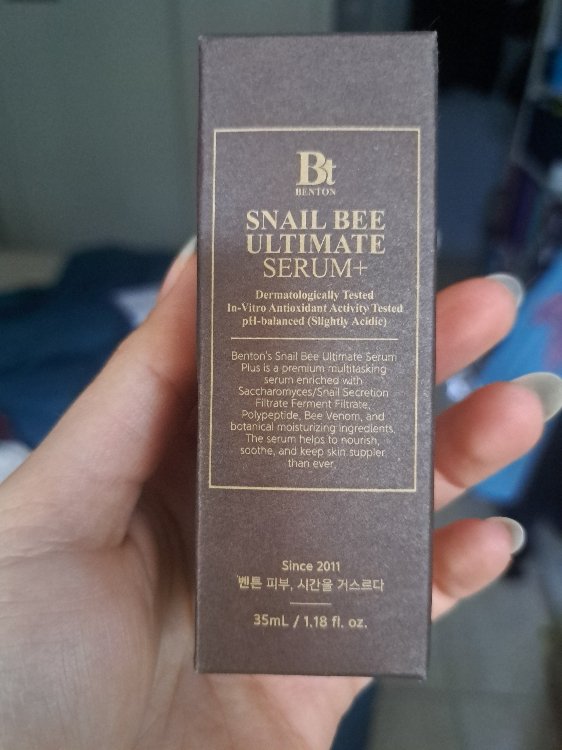 Bt
BENTON
SNAIL BEE
ULTIMATE
SERUM+
Dermatologically Tested
In-Vitro Antioxidant Activity Tested
pH-balanced (Slightly Acidic)
Benton's Snail Bee Ultimate Serum
Plus is a premium multitasking
serum enriched with
Saccharomyces/Snail Secretion
Filtrate Ferment Filtrate,
Polypeptide, Bee Venom, and
botanical moisturizing ingredients.
The serum helps to nourish,
soothe, and keep skin suppler
than ever.
Since 2011
벤튼 피부, 시간을 거스르다
35mL / 1.18 fl. oz.